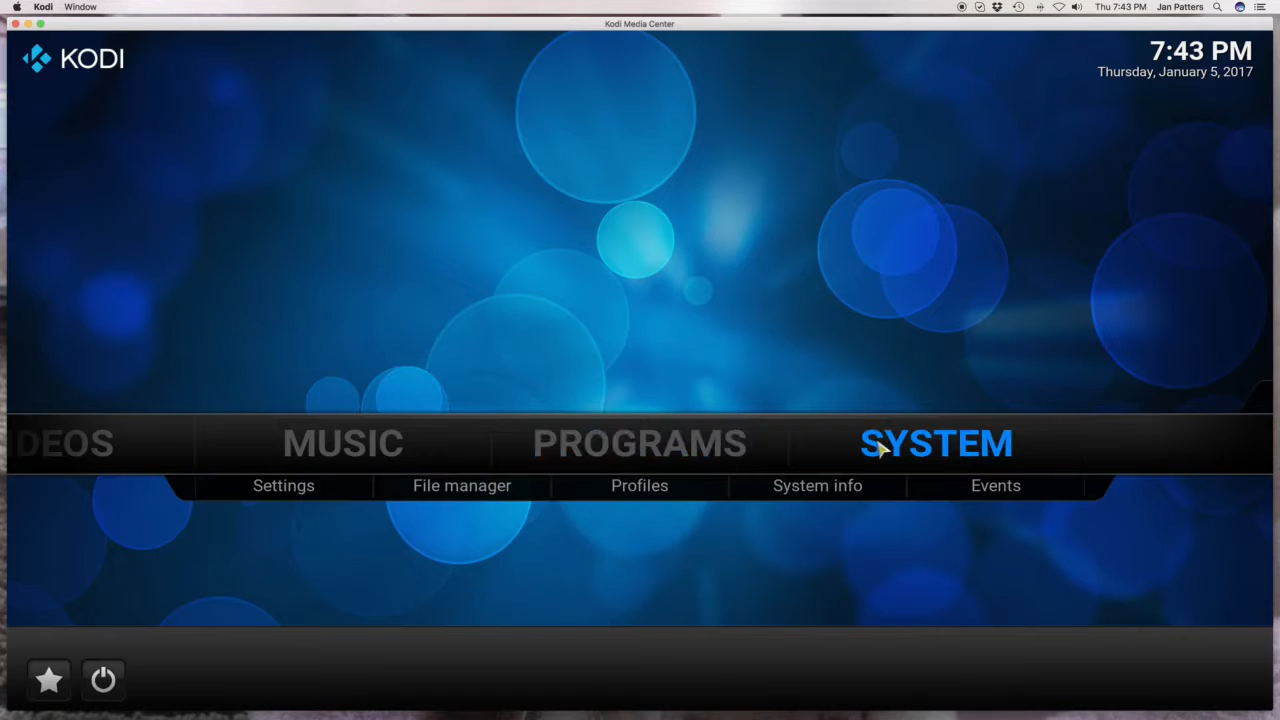 Kodi Window Thu 7:43 PM Jan Patters
Kodi Media Center
KODI
7:43 PM
Thursday, January 5, 2017
DEOS MUSIC PROGRAMS SYSTEM
Settings File manager Profiles System info Events